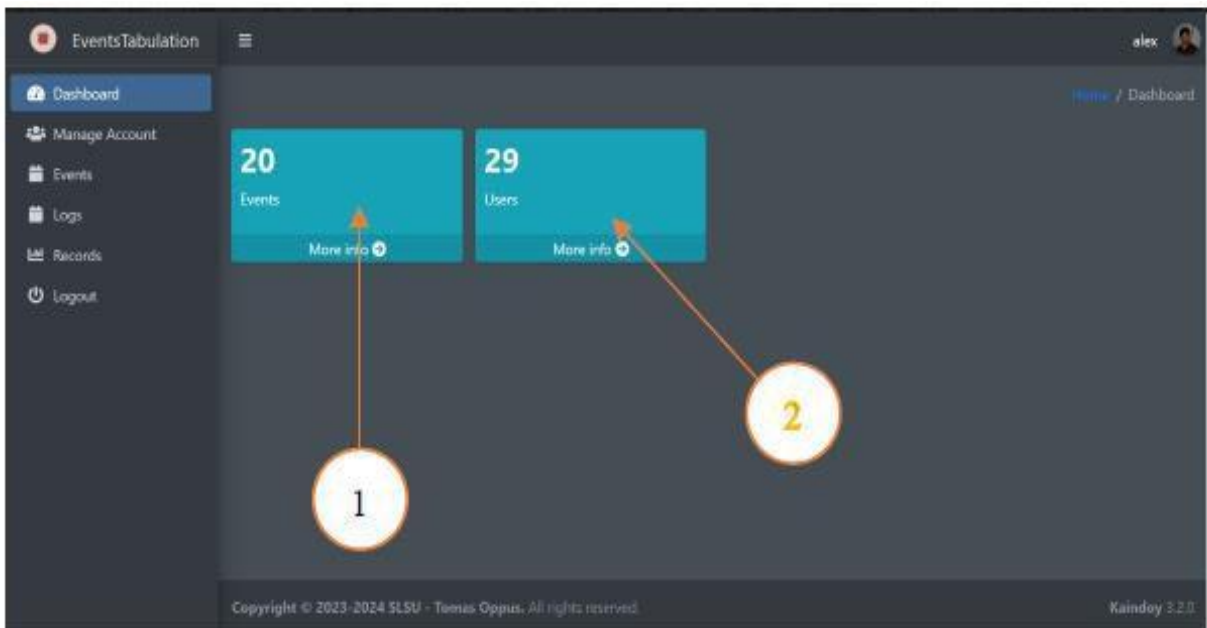 EventsTabulation
alex
Dashboard
Home / Dashboard
Manage Account
Events
Logs
Records
Logout
20
Events
More info
29
Users
More info
1
2
Copyright © 2023-2024 SLSU - Tomas Oppus. All rights reserved.
Kaindoy 3.2.0